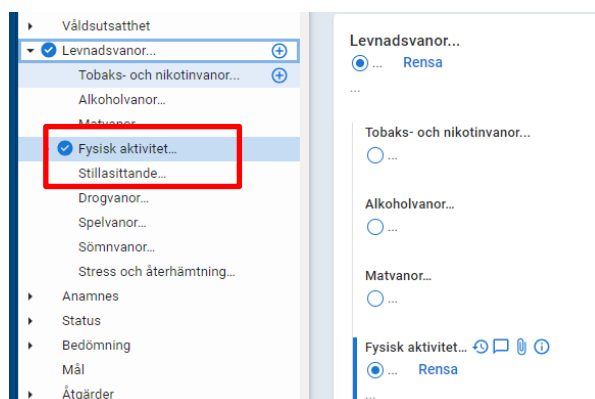 Våldsutsatthet
Levnadsvanor...
Tobaks- och nikotinvanor...
Alkoholvanor...
Matvanor...
Fysisk aktivitet...
Stillasittande...
Drogvanor...
Spelvanor...
Sömnvanor...
Stress och återhämtning...
Anamnes
Status
Bedömning
Mål
Åtgärder
Levnadsvanor...
... Rensa
...
Tobaks- och nikotinvanor...
...
Alkoholvanor...
...
Matvanor...
...
Fysisk aktivitet...
... Rensa
...